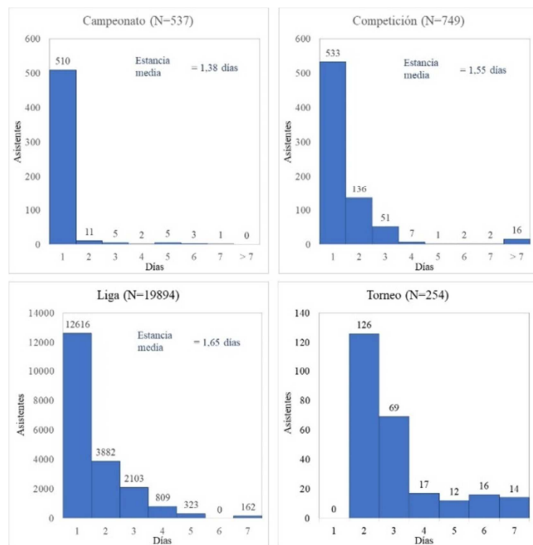 Campeonato (N=537)
600
500
400
300
200
100
0
Asistentes
510
11
5
2
5
3
1
0
Estancia
media
= 1,38 días
1 2 3 4 5 6 7 > 7
Días
Competición (N=749)
600
500
400
300
200
100
0
Asistentes
533
136
51
7
1
2
2
16
Estancia
media
= 1,55 días
1 2 3 4 5 6 7 > 7
Días
Liga (N=19894)
14000
12000
10000
8000
6000
4000
2000
0
Asistentes
12616
3882
2103
809
323
0
162
Estancia
media
= 1,65 días
1 2 3 4 5 6 7
Días
Torneo (N=254)
140
120
100
80
60
40
20
0
Asistentes
0
126
69
17
12
16
14
1 2 3 4 5 6 7
Días